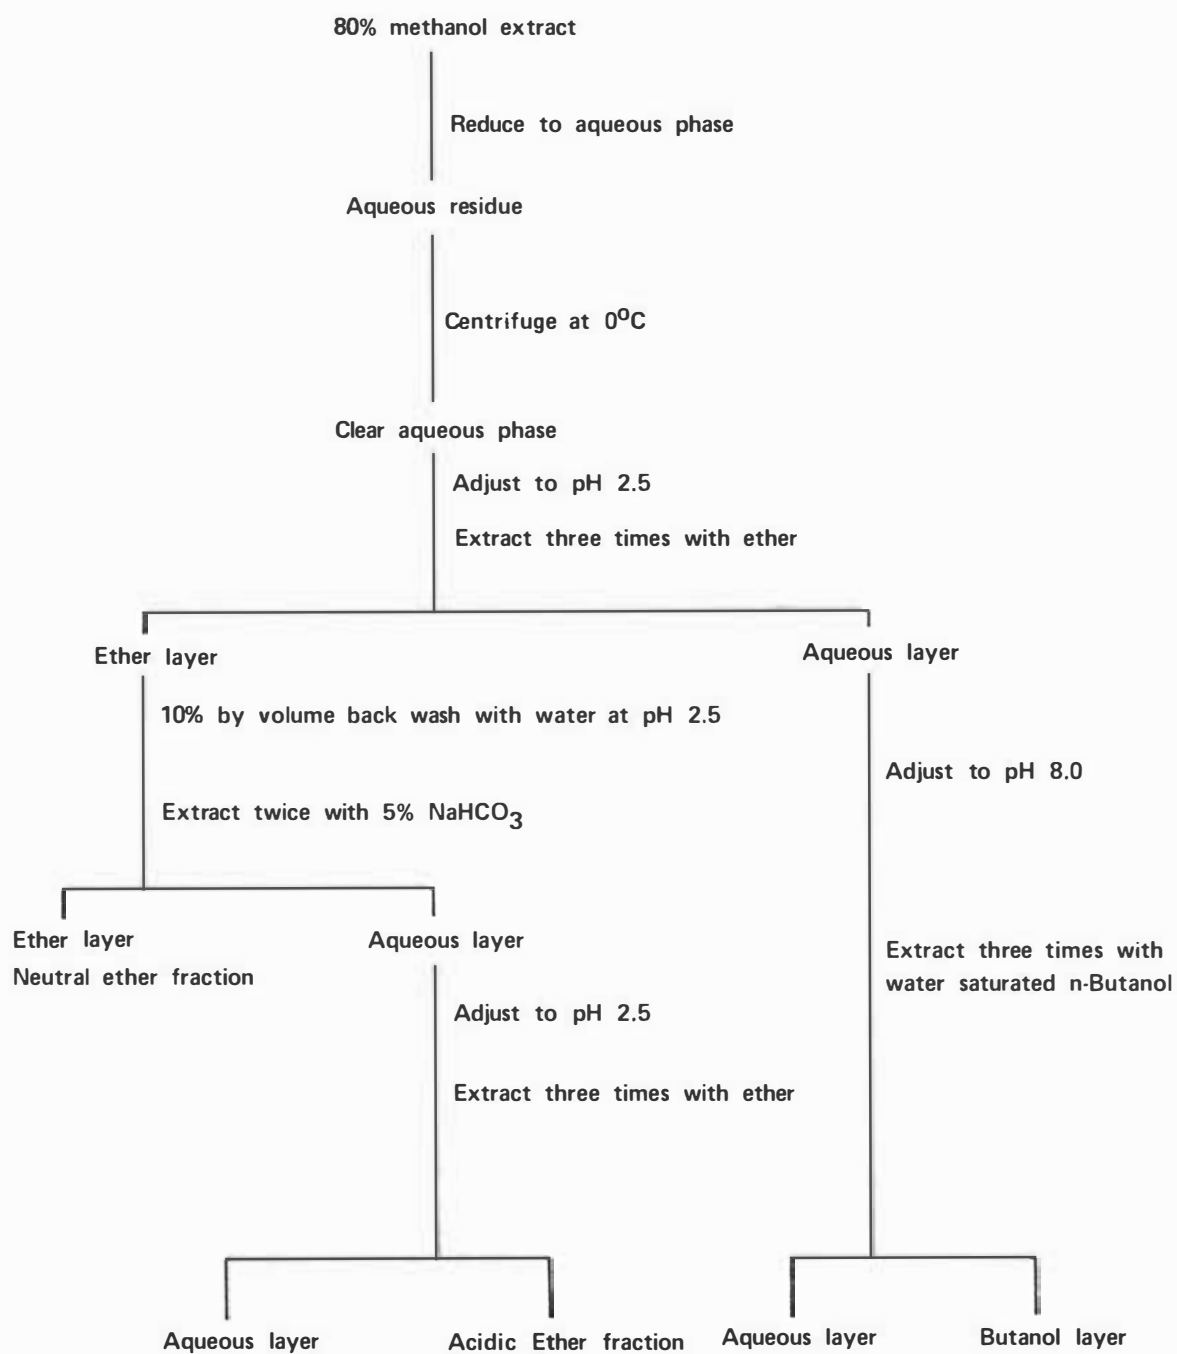 80% methanol extract
Reduce to aqueous phase
Aqueous residue
Centrifuge at 0°C
Clear aqueous phase
Adjust to pH 2.5
Extract three times with ether
Ether layer
Aqueous layer
10% by volume back wash with water at pH 2.5
Adjust to pH 8.0
Extract twice with 5% NaHCO3
Ether layer
Neutral ether fraction
Aqueous layer
Extract three times with
water saturated n-Butanol
Adjust to pH 2.5
Extract three times with ether
Aqueous layer
Acidic Ether fraction
Aqueous layer
Butanol layer